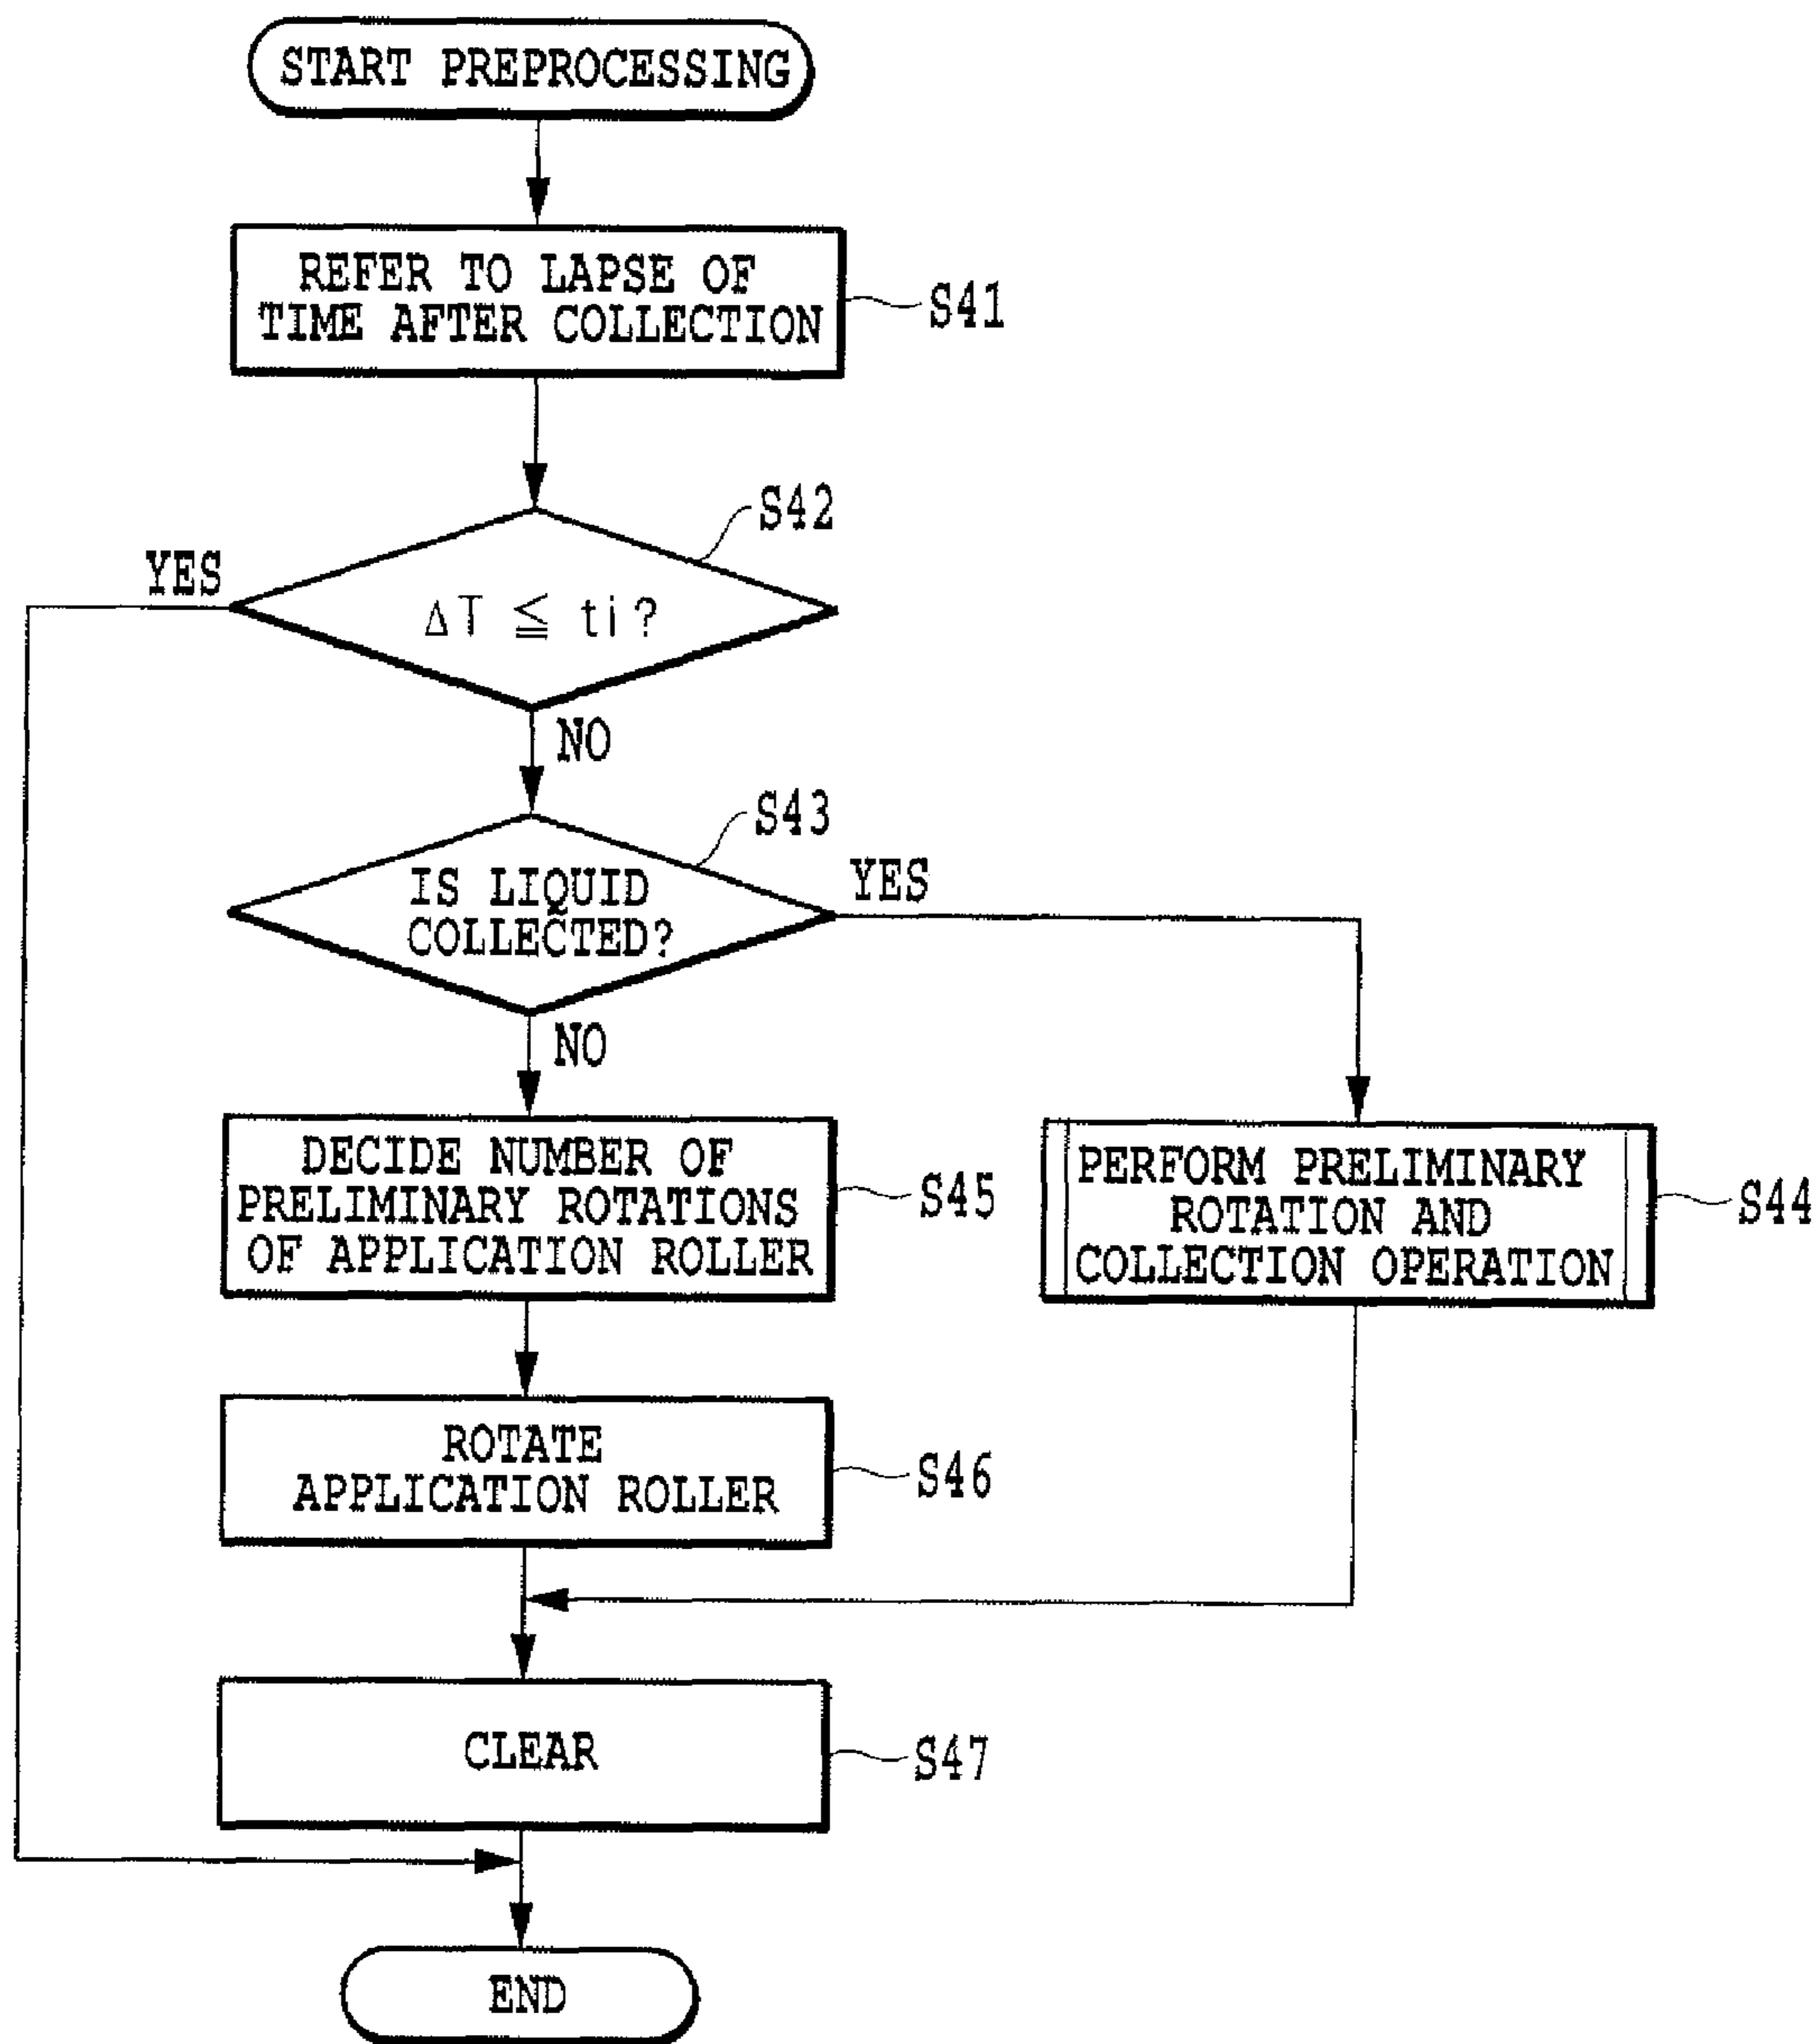 START PREPROCESSING
REFER TO LAPSE OF
TIME AFTER COLLECTION
S41
S42
YES
ΔT ≦ ti?
NO
S43
IS LIQUID
COLLECTED?
YES
NO
DECIDE NUMBER OF
PRELIMINARY ROTATIONS
OF APPLICATION ROLLER
S45
PERFORM PRELIMINARY
ROTATION AND
COLLECTION OPERATION
S44
ROTATE
APPLICATION ROLLER
S46
CLEAR
S47
END